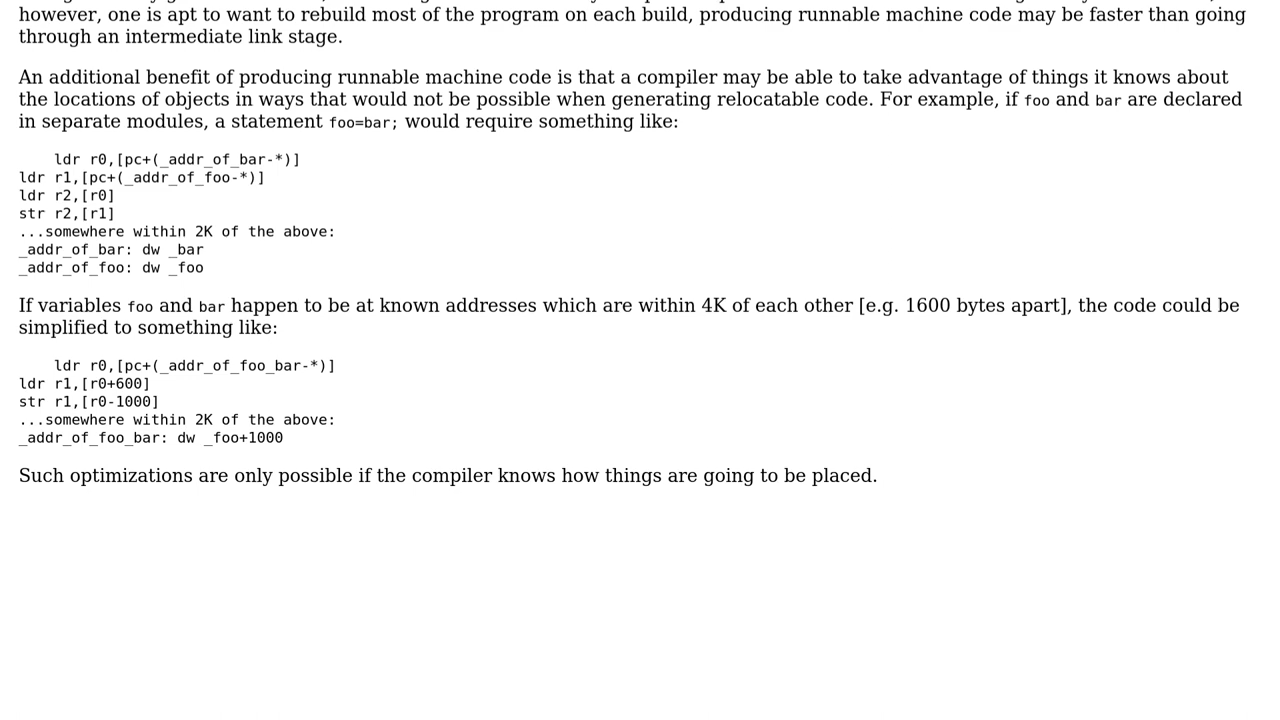 however, one is apt to want to rebuild most of the program on each build, producing runnable machine code may be faster than going
through an intermediate link stage.
An additional benefit of producing runnable machine code is that a compiler may be able to take advantage of things it knows about
the locations of objects in ways that would not be possible when generating relocatable code. For example, if foo and bar are declared
in separate modules, a statement foo=bar; would require something like:
    ldr r0,[pc+(_addr_of_bar-*)]
ldr r1,[pc+(_addr_of_foo-*)]
ldr r2,[r0]
str r2,[r1]
...somewhere within 2K of the above:
_addr_of_bar: dw _bar
_addr_of_foo: dw _foo
If variables foo and bar happen to be at known addresses which are within 4K of each other [e.g. 1600 bytes apart], the code could be
simplified to something like:
    ldr r0,[pc+(_addr_of_foo_bar-*)]
ldr r1,[r0+600]
str r1,[r0-1000]
...somewhere within 2K of the above:
_addr_of_foo_bar: dw _foo+1000
Such optimizations are only possible if the compiler knows how things are going to be placed.